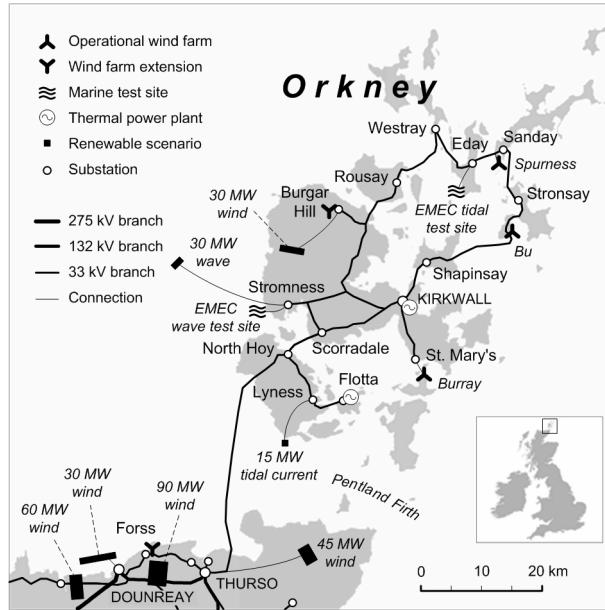 Operational wind farm
Wind farm extension
Marine test site
Thermal power plant
Renewable scenario
Substation
275 kV branch
132 kV branch
33 kV branch
Connection
Orkney
Westray
Eday
Sanday
Spurness
Rousay
Stronsay
EMEC tidal
test site
Bu
30 MW
wind
Burgar
Hill
30 MW
wave
Shapinsay
Stromness
KIRKWALL
EMEC
wave test site
North Hoy
Scorradale
St. Mary's
Burray
Lyness
Flotta
15 MW
tidal current
Pentland Firth
30 MW
wind
90 MW
wind
60 MW
wind
Forss
45 MW
wind
DOUNREAY
THURSO
0 10 20 km